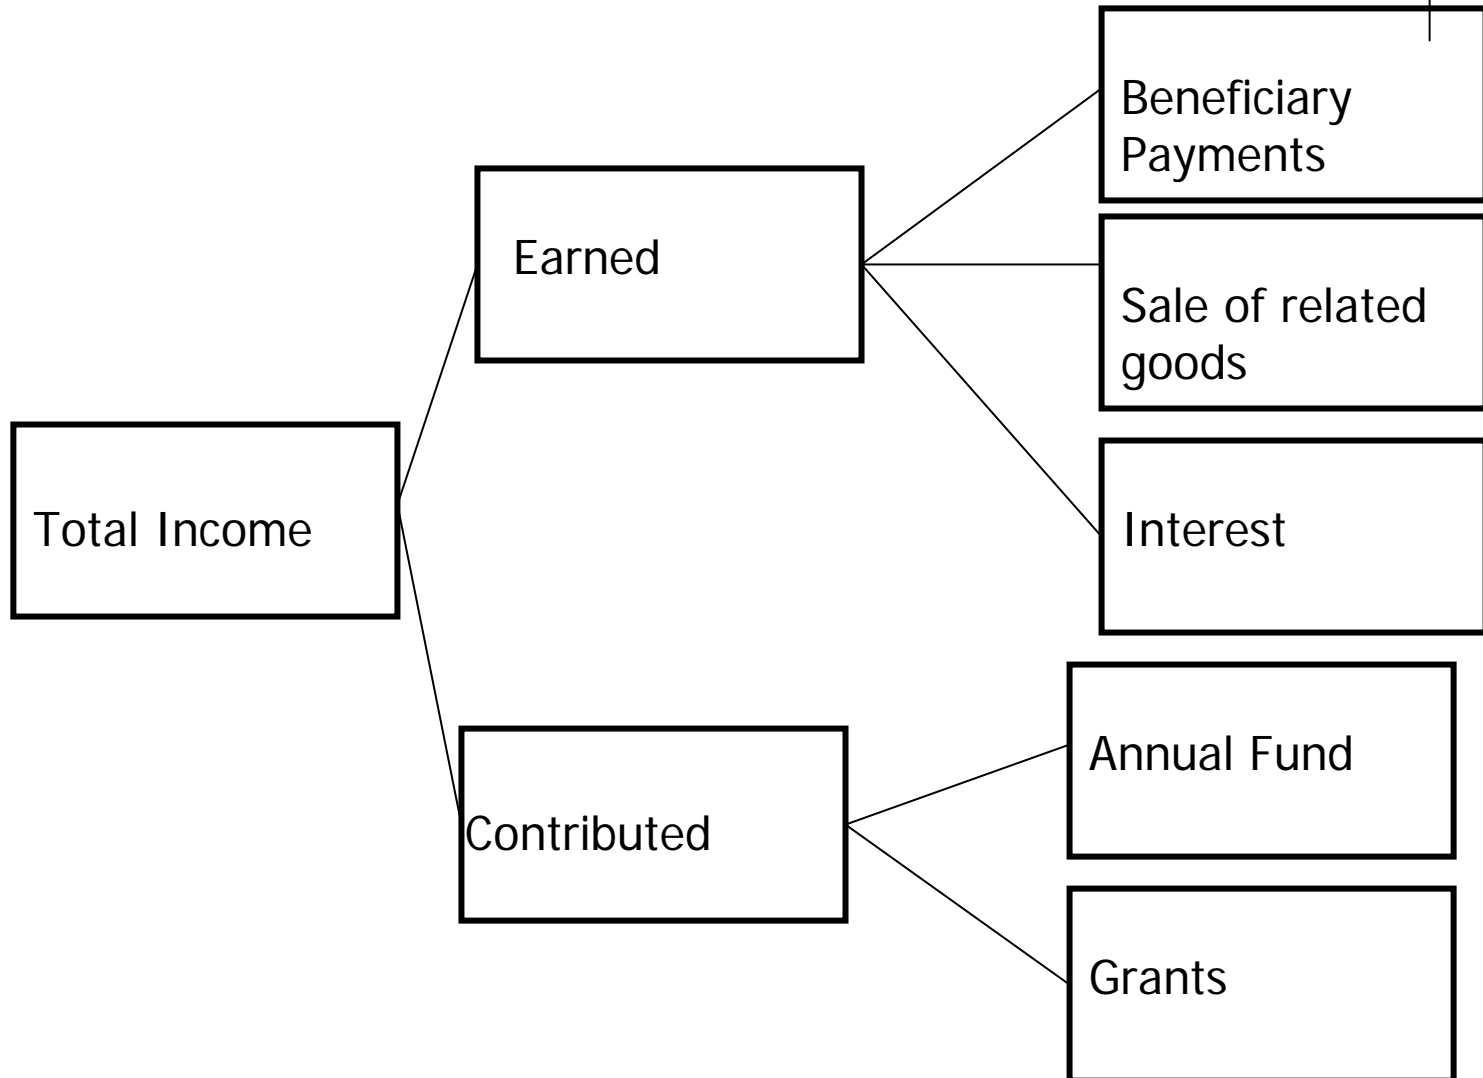 Beneficiary
Payments
Earned
Sale of related
goods
Total Income
Interest
Annual Fund
Contributed
Grants